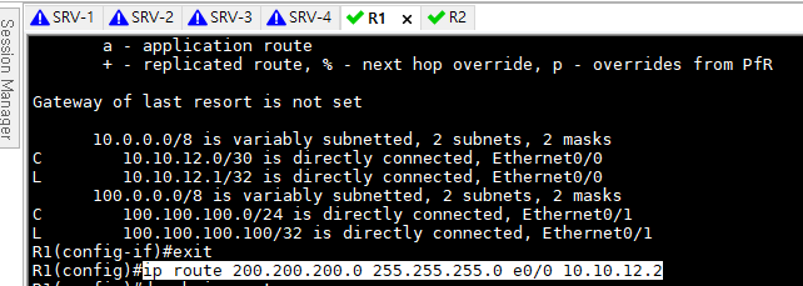 SRV-1 SRV-2 SRV-3 SRV-4 R1 × R2
Session Manager
a - application route
+ - replicated route, % - next hop override, p - overrides from PfR
Gateway of last resort is not set
10.0.0.0/8 is variably subnetted, 2 subnets, 2 masks
C 10.10.12.0/30 is directly connected, Ethernet0/0
L 10.10.12.1/32 is directly connected, Ethernet0/0
100.0.0.0/8 is variably subnetted, 2 subnets, 2 masks
C 100.100.100.0/24 is directly connected, Ethernet0/1
L 100.100.100.100/32 is directly connected, Ethernet0/1
R1(config-if)#exit
R1(config)#ip route 200.200.200.0 255.255.255.0 e0/0 10.10.12.2